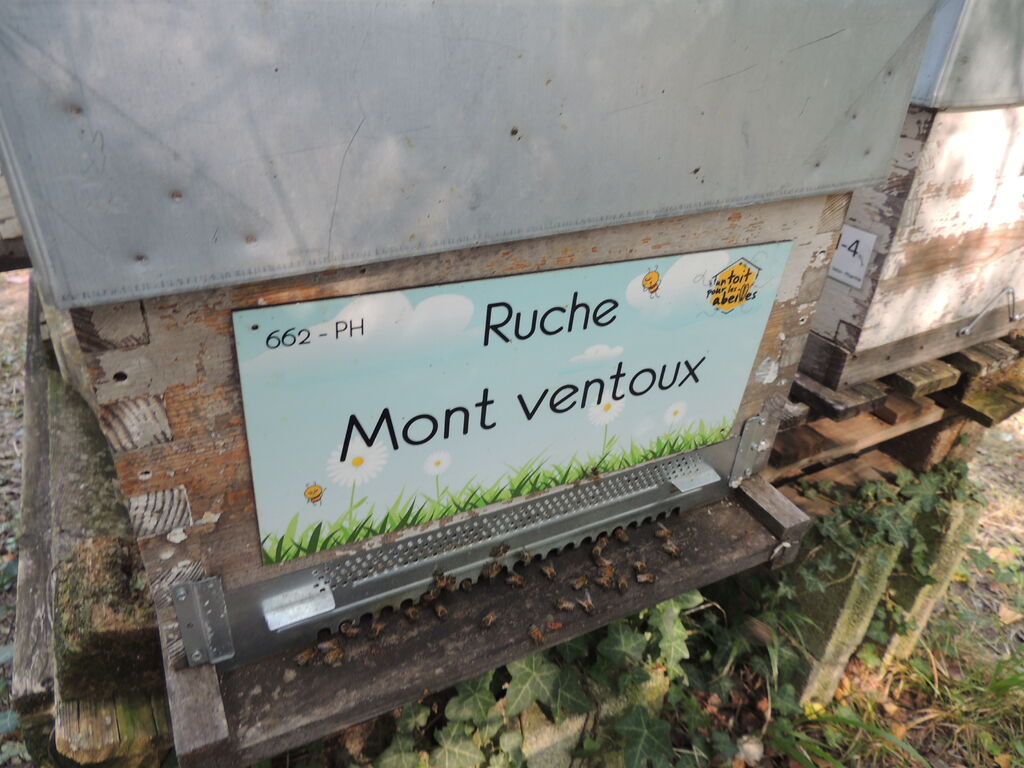 662 - PH
Ruche
Mont ventoux
un toit
pour les
abeilles
-4